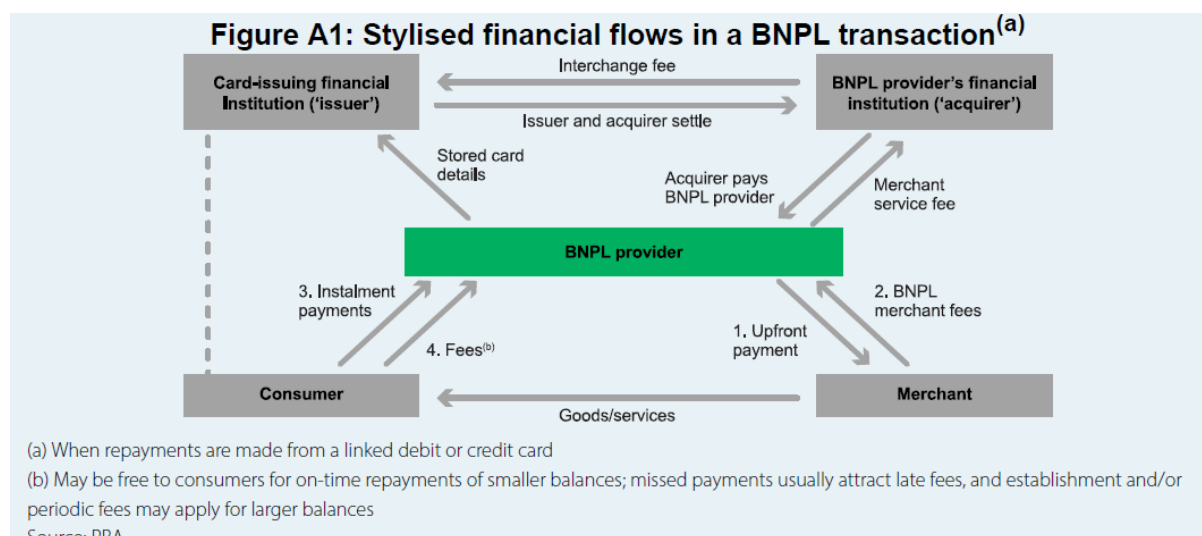 Figure A1: Stylised financial flows in a BNPL transaction(a)
Card-issuing financial
Institution (‘issuer’)
Interchange fee
Issuer and acquirer settle
BNPL provider’s financial
institution (‘acquirer’)
Stored card
details
Acquirer pays
BNPL provider
Merchant
service fee
BNPL provider
3. Instalment
payments
4. Fees(b)
1. Upfront
payment
2. BNPL
merchant fees
Consumer
Goods/services
Merchant
(a) When repayments are made from a linked debit or credit card
(b) May be free to consumers for on-time repayments of smaller balances; missed payments usually attract late fees, and establishment and/or
periodic fees may apply for larger balances
Source: RBA